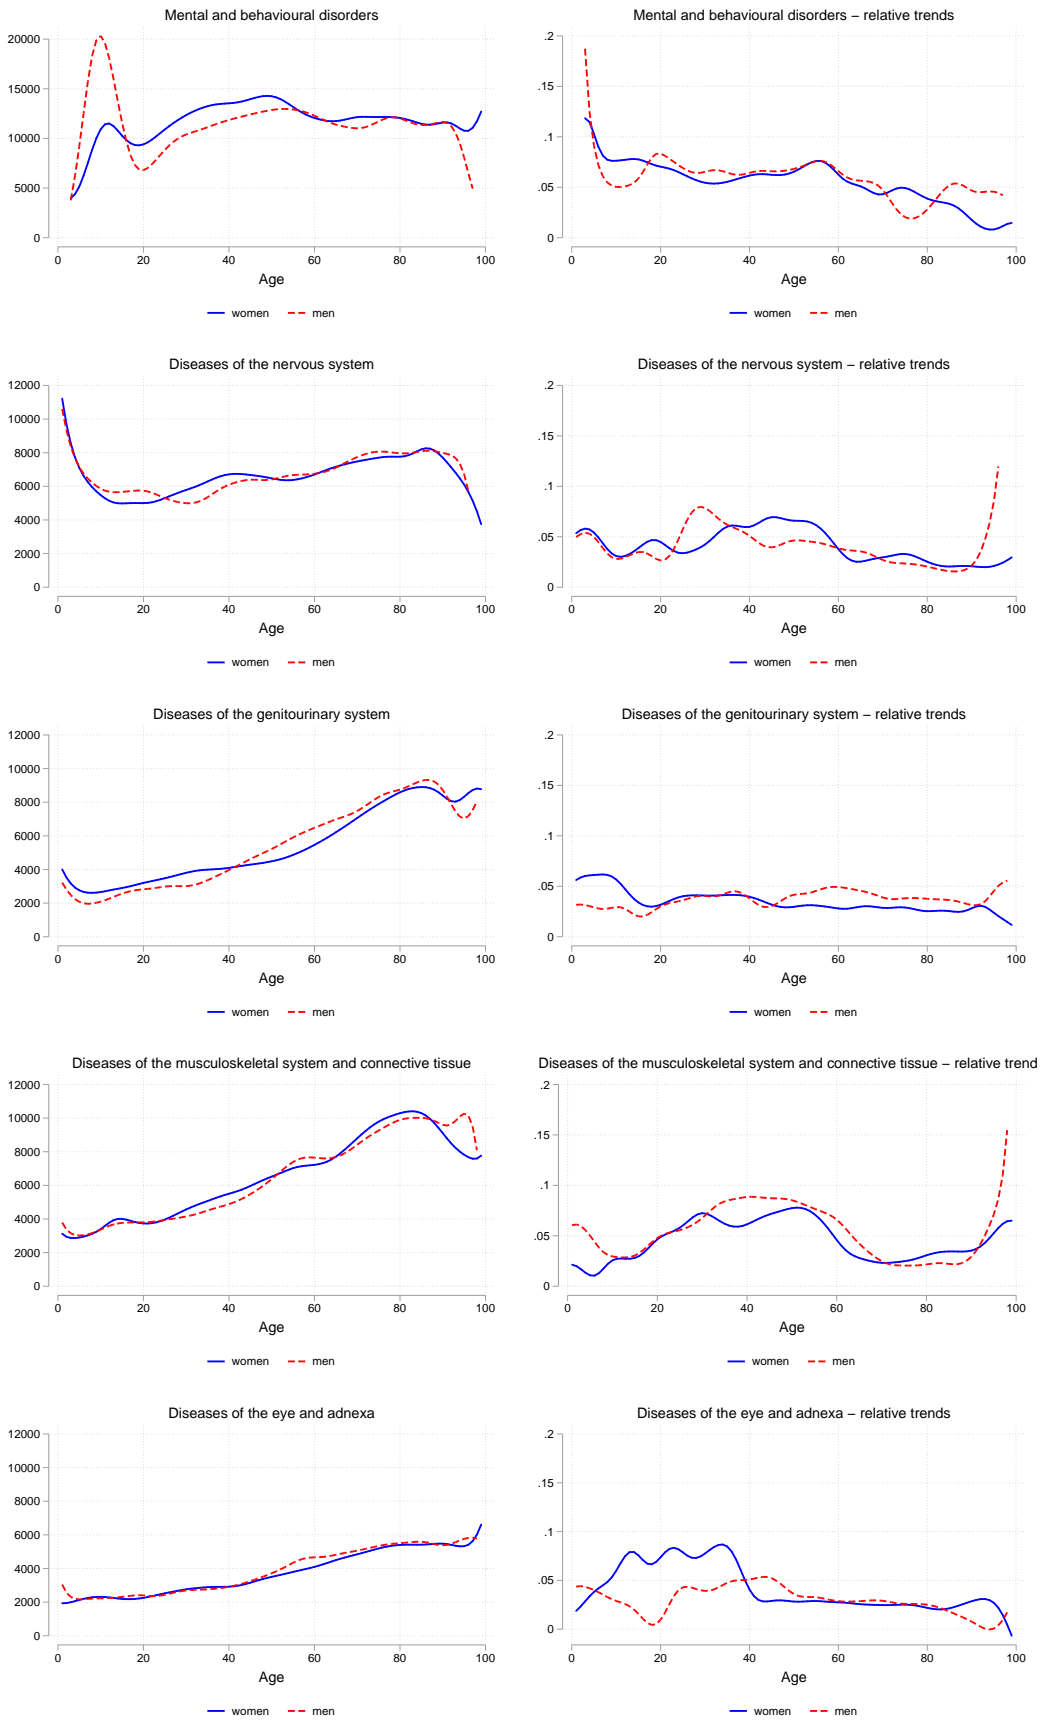 Mental and behavioural disorders
20000
15000
10000
5000
0
0 20 40 60 80 100
Age
women men
Mental and behavioural disorders − relative trends
.2
.15
.1
.05
0
0 20 40 60 80 100
Age
women men
Diseases of the nervous system
12000
10000
8000
6000
4000
2000
0
0 20 40 60 80 100
Age
women men
Diseases of the nervous system − relative trends
.2
.15
.1
.05
0
0 20 40 60 80 100
Age
women men
Diseases of the genitourinary system
12000
10000
8000
6000
4000
2000
0
0 20 40 60 80 100
Age
women men
Diseases of the genitourinary system − relative trends
.2
.15
.1
.05
0
0 20 40 60 80 100
Age
women men
Diseases of the musculoskeletal system and connective tissue
12000
10000
8000
6000
4000
2000
0
0 20 40 60 80 100
Age
women men
Diseases of the musculoskeletal system and connective tissue − relative trend
.2
.15
.1
.05
0
0 20 40 60 80 100
Age
women men
Diseases of the eye and adnexa
12000
10000
8000
6000
4000
2000
0
0 20 40 60 80 100
Age
women men
Diseases of the eye and adnexa − relative trends
.2
.15
.1
.05
0
0 20 40 60 80 100
Age
women men